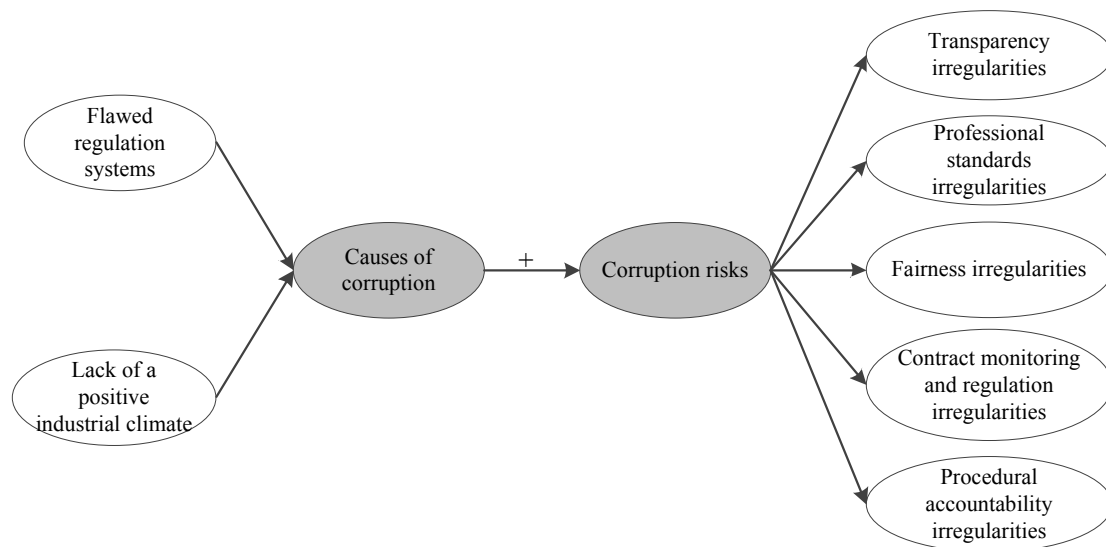 Flawed
regulation
systems
Lack of a
positive
industrial climate
Causes of
corruption
+
Corruption risks
Transparency
irregularities
Professional
standards
irregularities
Fairness irregularities
Contract monitoring
and regulation
irregularities
Procedural
accountability
irregularities